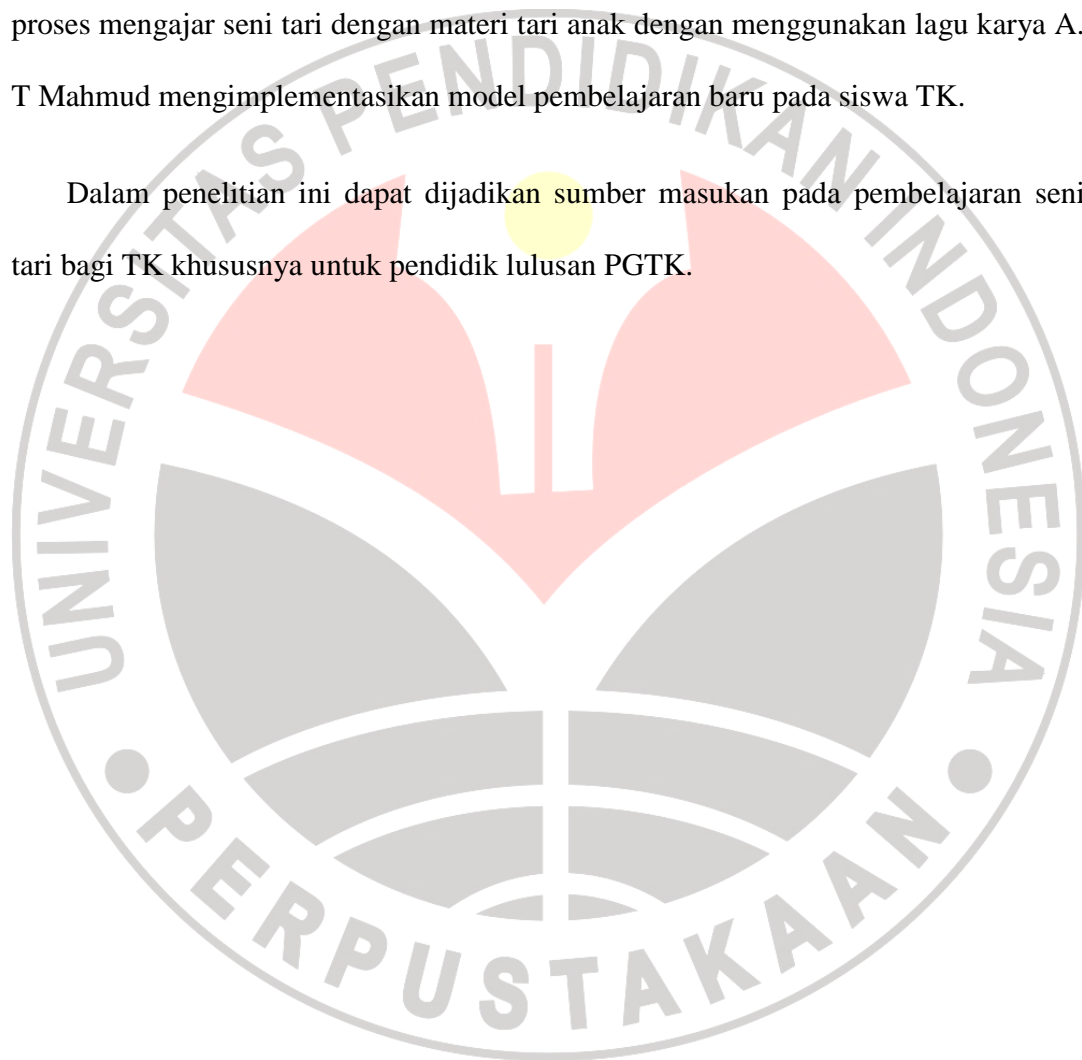 proses mengajar seni tari dengan materi tari anak dengan menggunakan lagu karya A.
T Mahmud mengimplementasikan model pembelajaran baru pada siswa TK.
Dalam penelitian ini dapat dijadikan sumber masukan pada pembelajaran seni
tari bagi TK khususnya untuk pendidik lulusan PGTK.
UNIVERSITAS PENDIDIKAN INDONESIA
PERPUSTAKAAN